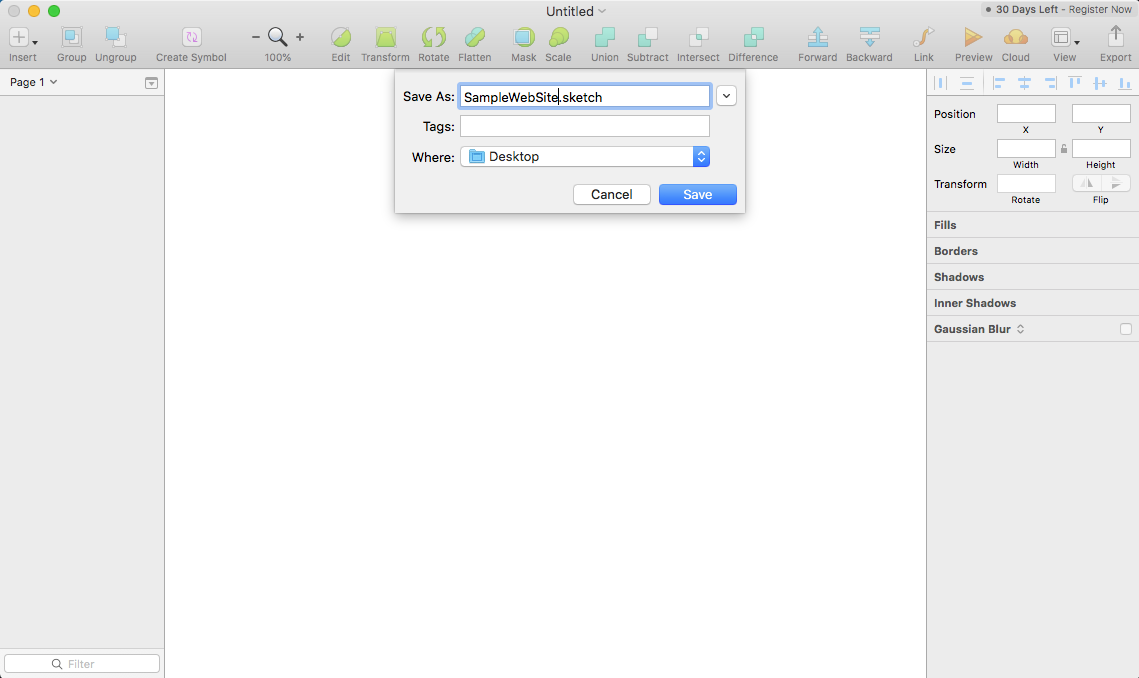 Untitled
30 Days Left - Register Now
Insert Group Ungroup Create Symbol 100% Edit Transform Rotate Flatten Mask Scale Union Subtract Intersect Difference Forward Backward Link Preview Cloud View Export
Page 1
Save As: SampleWebSite.sketch
Tags:
Where: Desktop
Cancel Save
Position
X Y
Size
Width Height
Transform
Rotate Flip
Fills
Borders
Shadows
Inner Shadows
Gaussian Blur
Filter